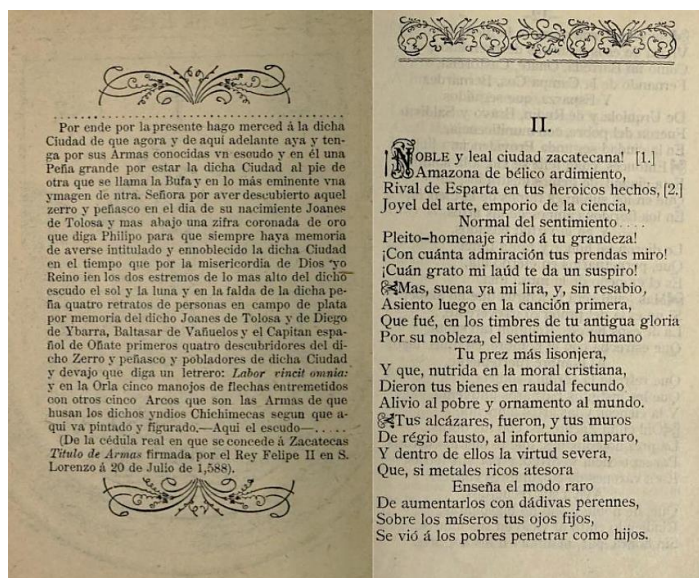 Por ende por la presente hago merced á la dicha
Ciudad de que agora y de aqui adelante aya y ten-
ga por sus Armas conocidas vn escudo y en él una
Peña grande por estar la dicha Ciudad al pie de
otra que se llama la Bufa y en lo más eminente vna
ymagen de ntra. Señora por aver descubierto aquel
zerro y peñasco en el dia de su nacimiento Joanes
de Tolosa y mas abajo una zifra coronada de oro
que diga Philipo para que siempre haya memoria
de averse intitulado y ennoblecido la dicha Ciudad
en el tiempo que por la misericordia de Dios yo
Reino ien los dos estremos de lo mas alto del dicho
escudo el sol y la luna y en la falda de la dicha pe-
ña quatro retratos de personas en campo de plata
por memoria del dicho Joanes de Tolosa y de Diego
de Ybarra, Baltasar de Vañuelos y el Capitan espa-
ñol de Oñate primeros quatro descubridores del di-
cho Zerro y peñasco y pobladores de dicha Ciudad
y devajo que diga un letrero: Labor vincit omnia:
y en la Orla cinco manojos de flechas entremetidos
con otros cinco Arcos que son las Armas de que
husan los dichos yndios Chichimecas segun que a-
qui va pintado y figurado.—Aqui el escudo—.....
(De la cédula real en que se concede á Zacatecas
Titulo de Armas firmada por el Rey Felipe II en S.
Lorenzo á 20 de Julio de 1,588).
II.
¡NOBLE y leal ciudad zacatecana! [1.]
Amazona de bélico ardimiento,
Rival de Esparta en tus heroicos hechos, [2.]
Joyel del arte, emporio de la ciencia,
Normal del sentimiento....
Pleito-homenaje rindo á tu grandeza!
¡Con cuánta admiración tus prendas miro!
¡Cuán grato mi laúd te da un suspiro!
Mas, suena ya mi lira, y, sin resabio,
Asiento luego en la canción primera,
Que fué, en los timbres de tu antigua gloria
Por su nobleza, el sentimiento humano
Tu prez más lisonjera,
Y que, nutrida en la moral cristiana,
Dieron tus bienes en raudal fecundo
Alivio al pobre y ornamento al mundo.
Tus alcázares, fueron, y tus muros
De régio fausto, al infortunio amparo,
Y dentro de ellos la virtud severa,
Que, si metales ricos atesora
Enseña el modo raro
De aumentarlos con dádivas perennes,
Sobre los míseros tus ojos fijos,
Se vió á los pobres penetrar como hijos.